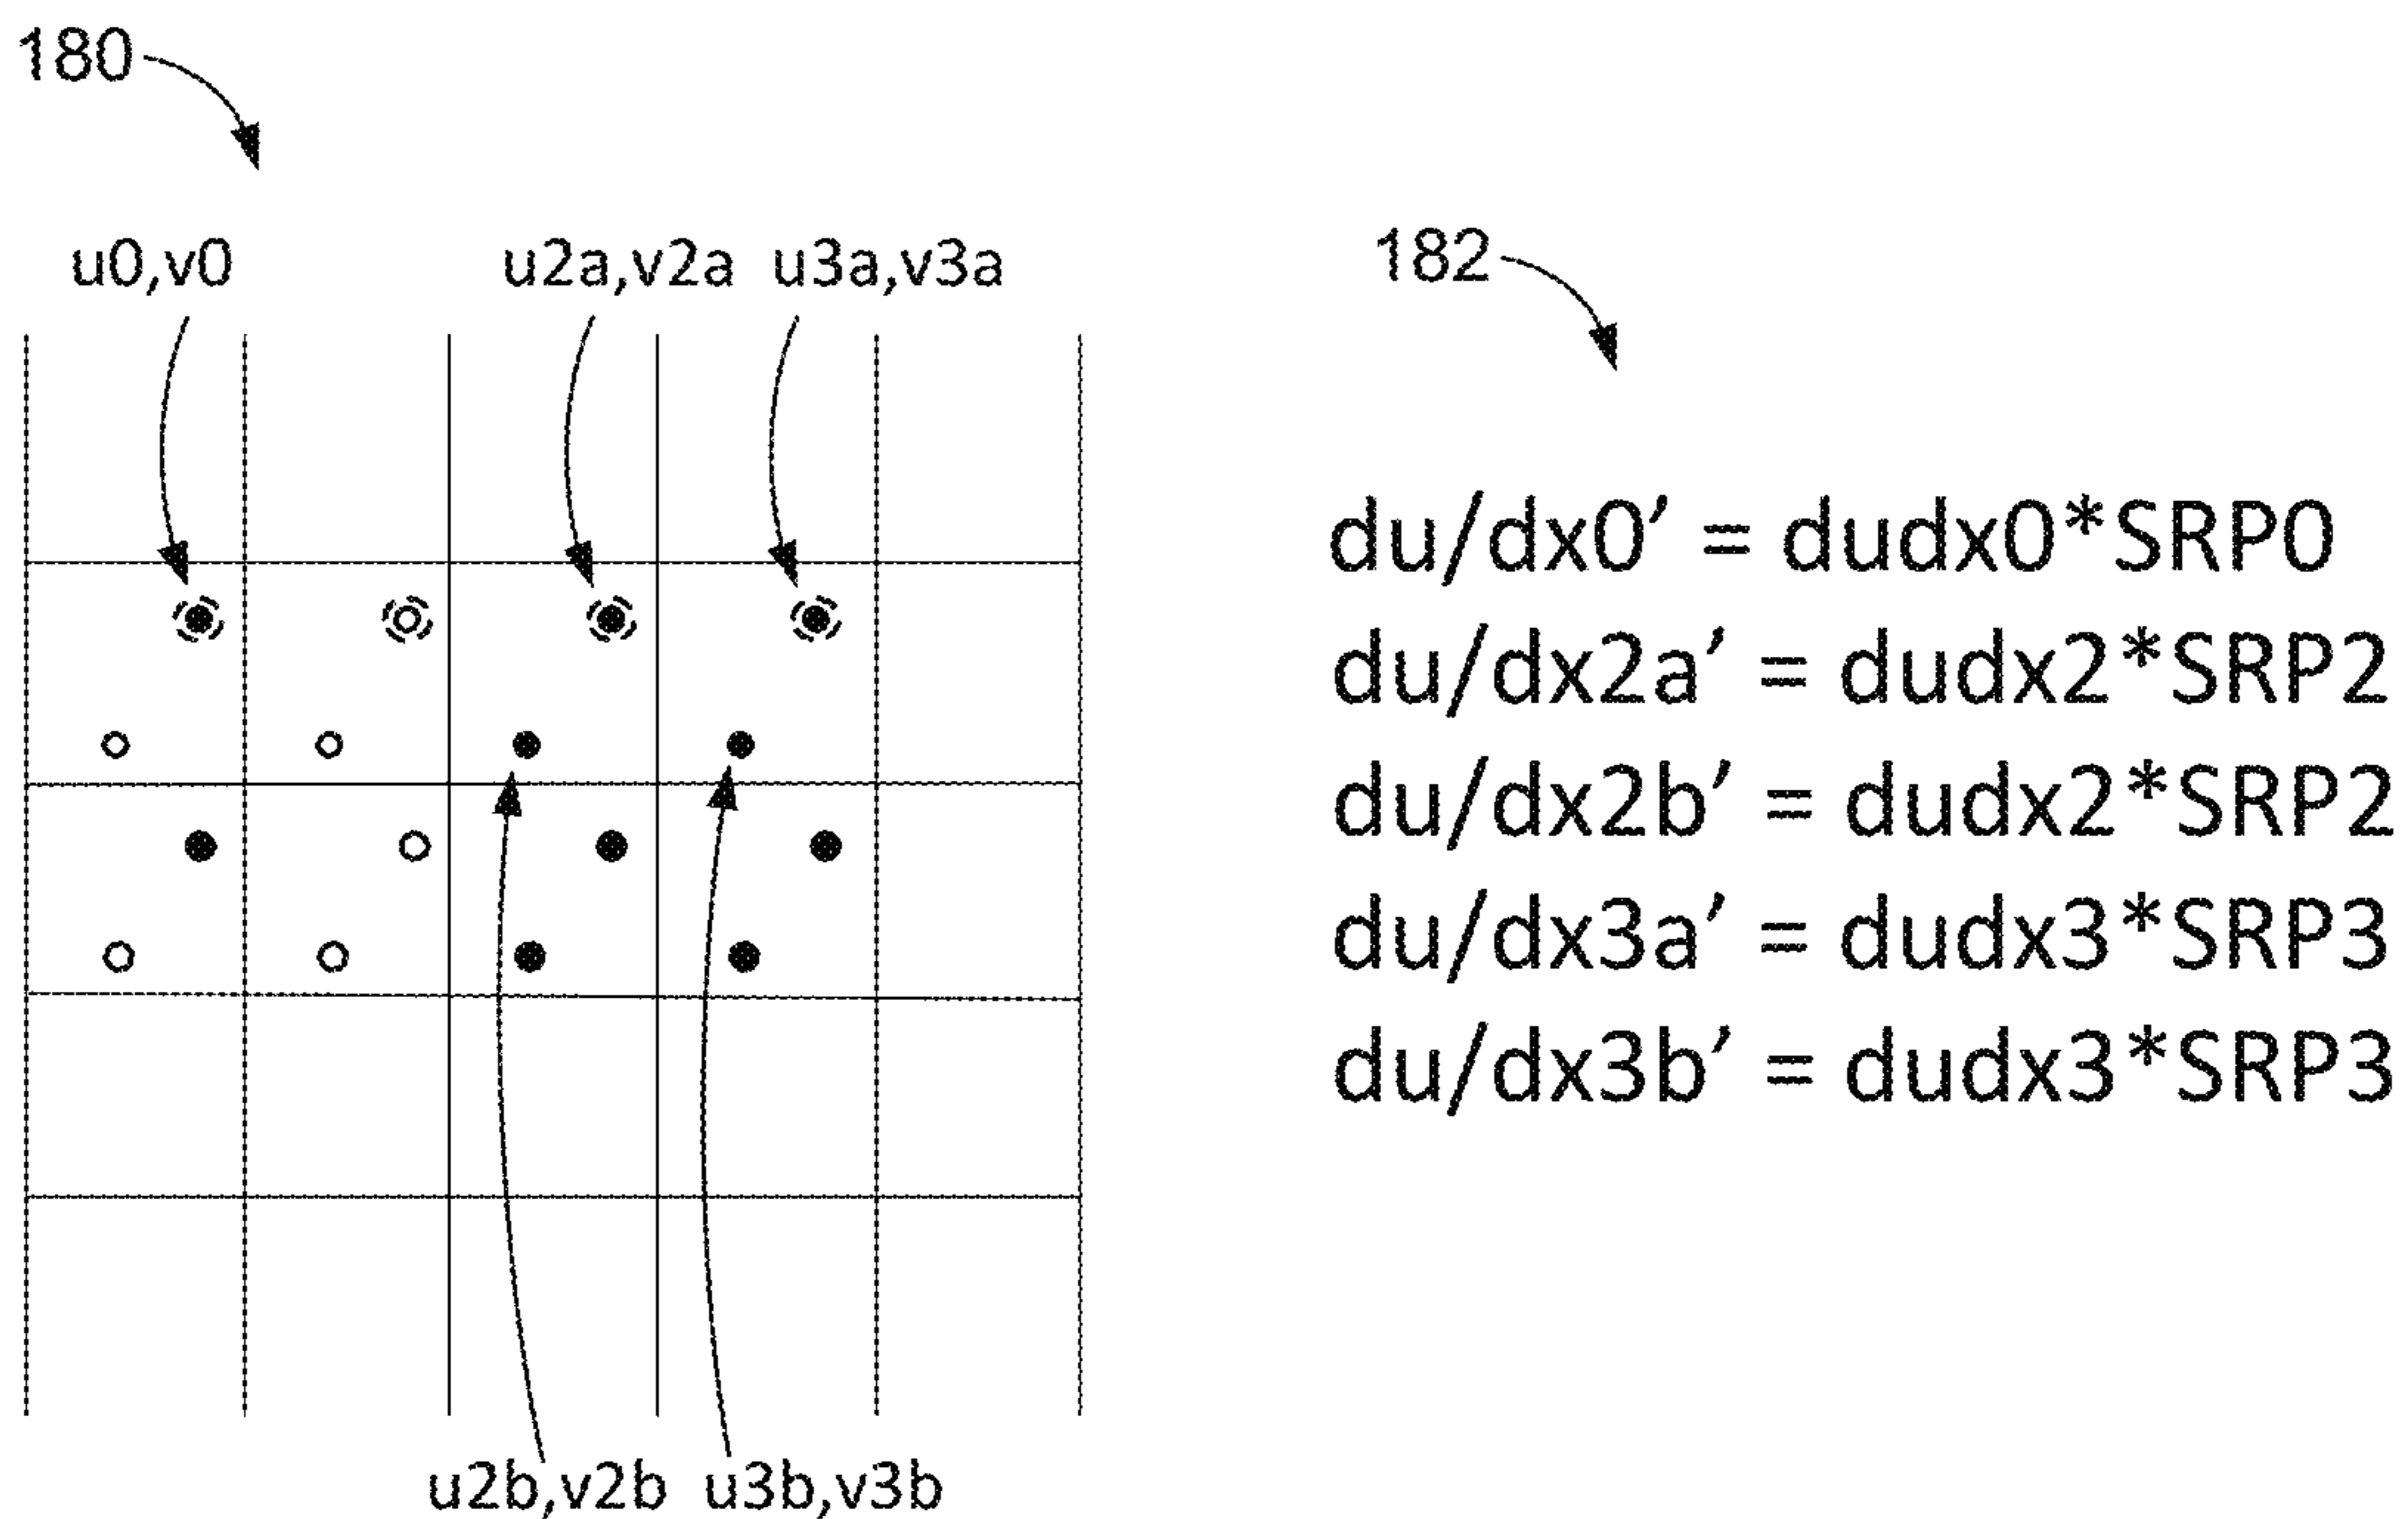 180
u0,v0
u2a,v2a
u3a,v3a
u2b,v2b
u3b,v3b
182
du/dx0’ = dudx0*SRP0
du/dx2a’ = dudx2*SRP2
du/dx2b’ = dudx2*SRP2
du/dx3a’ = dudx3*SRP3
du/dx3b’ = dudx3*SRP3